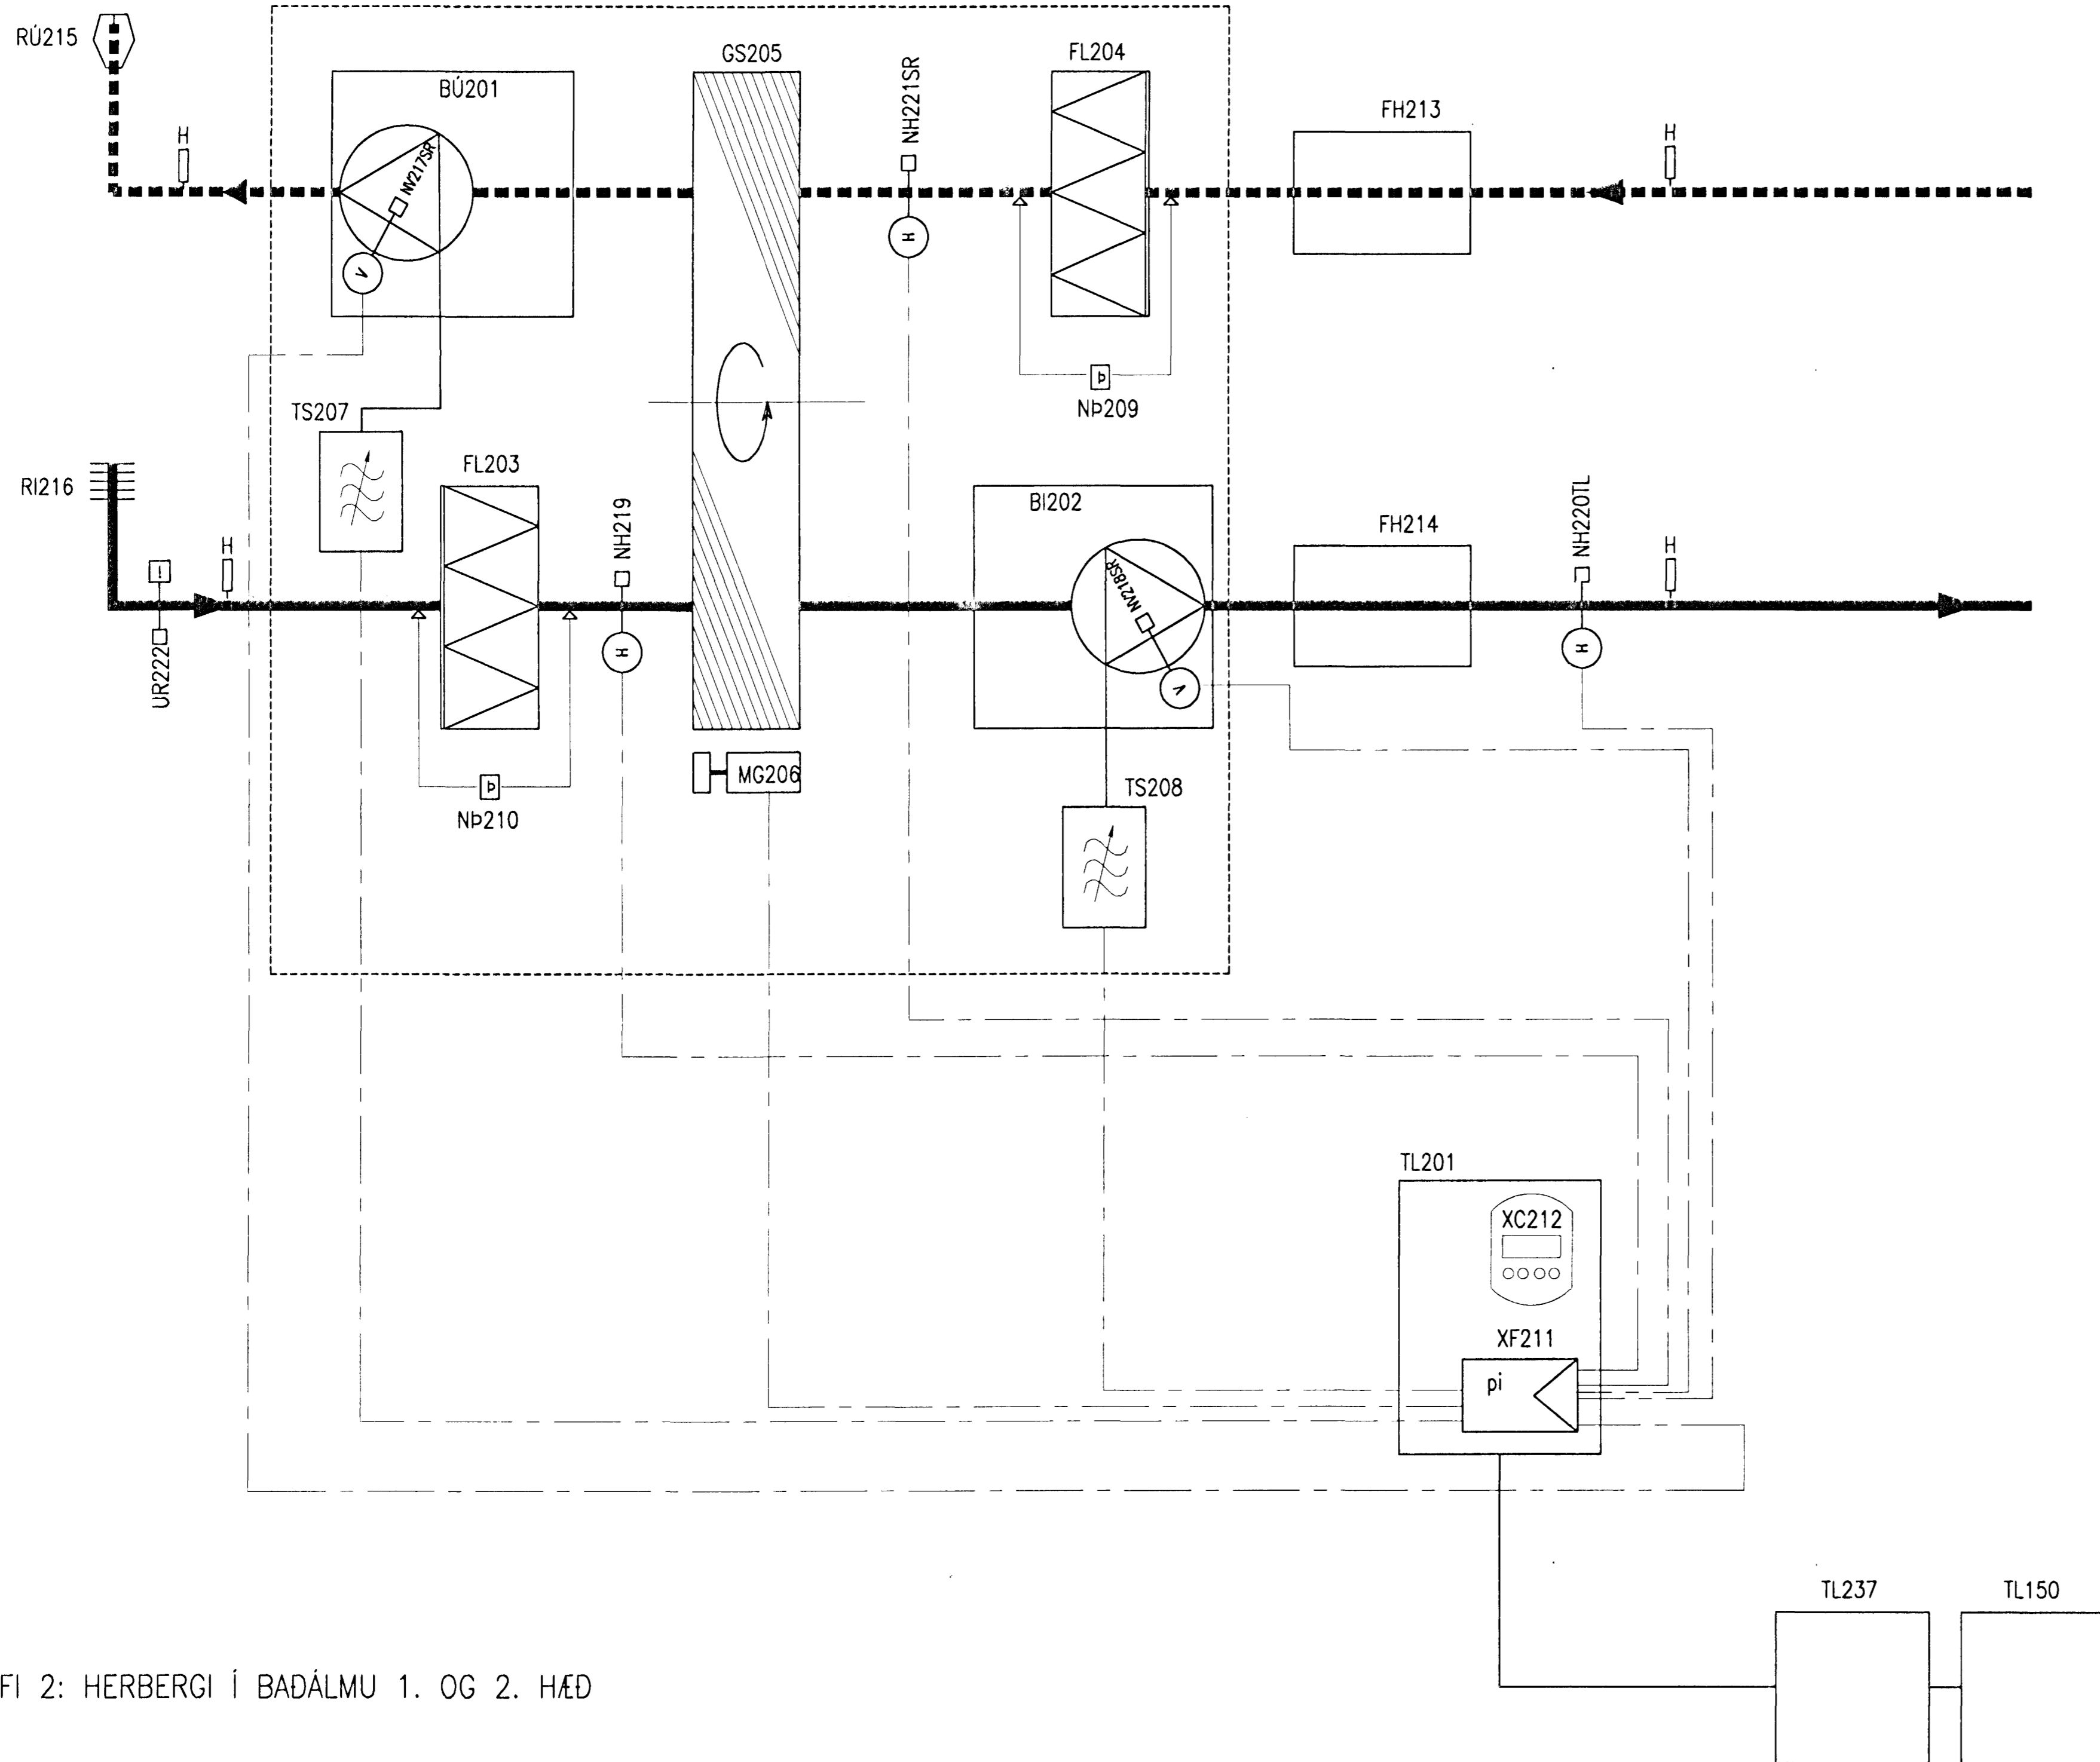 RÚ215
H
BÚ201
NV217SR
V
GS205
NH221SR
H
FL204
FH213
H
Þ
NÞ209
TS207
RI216
FL203
H
UR222
NH219
H
BI202
NV218SR
V
FH214
NH220TL
H
H
MG206
Þ
NÞ210
TS208
TL201
XC212
XF211
pi
TL237
TL150
FI 2: HERBERGI Í BAÐÁLMU 1. OG 2. HÆÐ